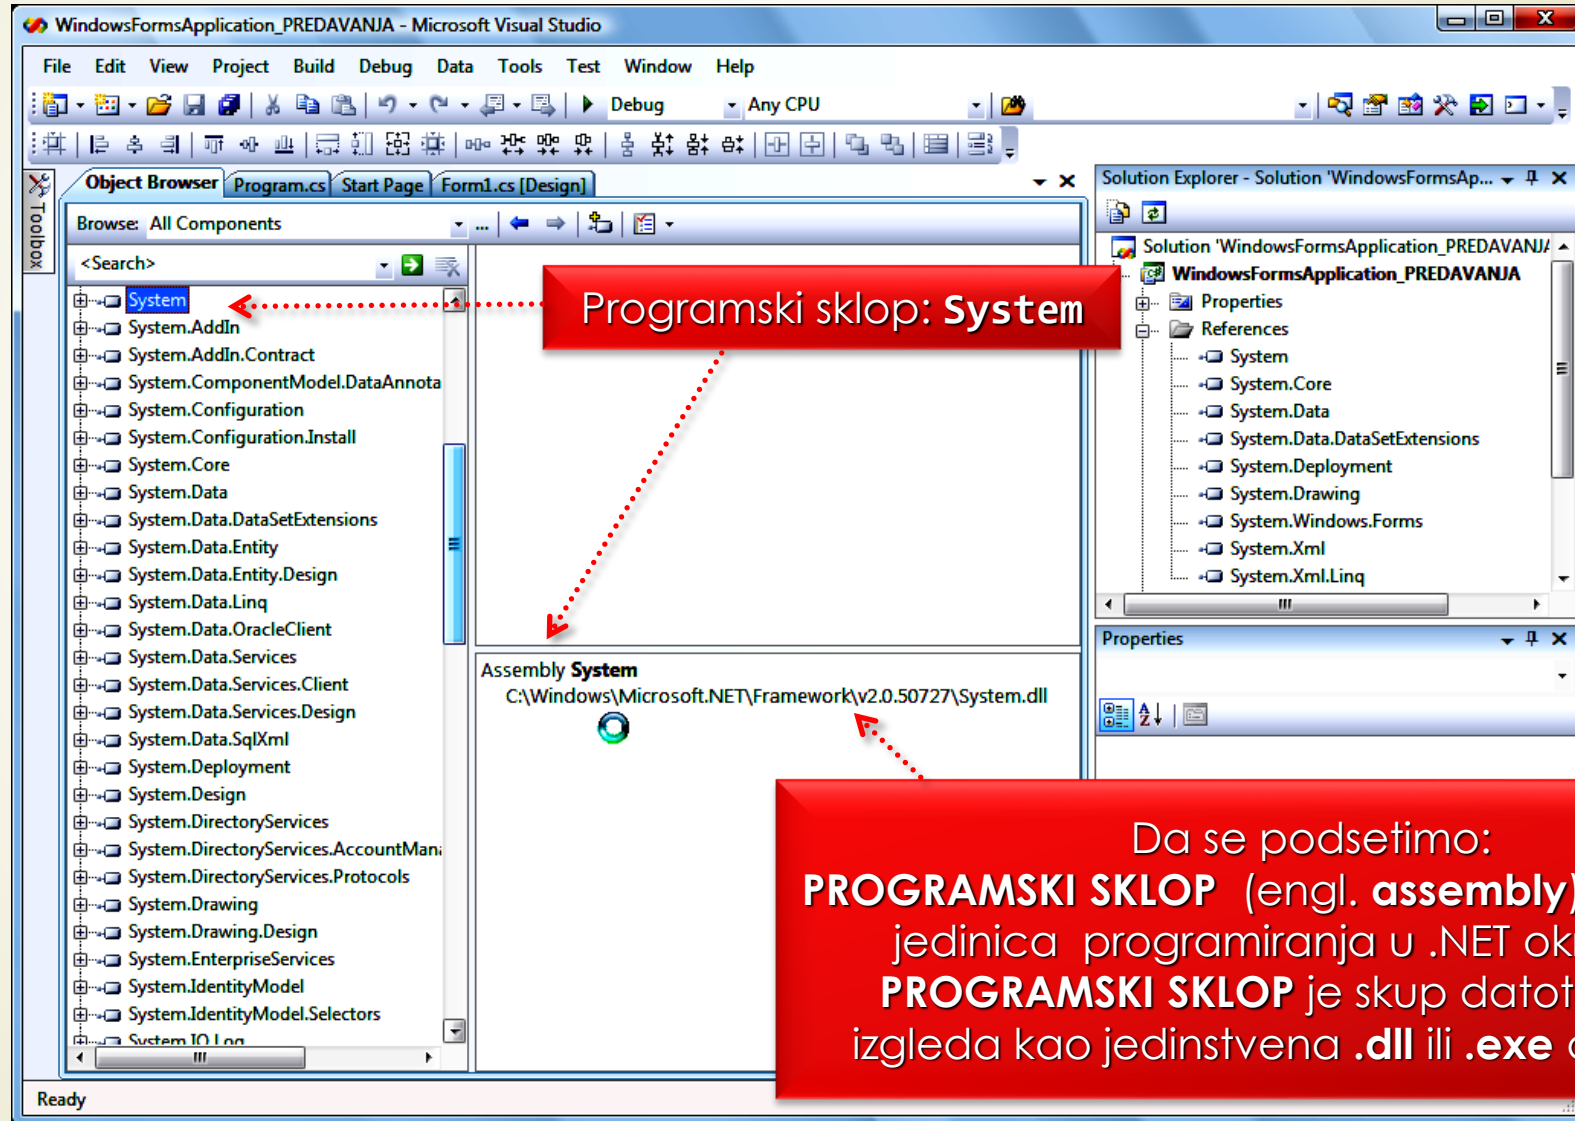 WindowsFormsApplication_PREDAVANJA - Microsoft Visual Studio
File Edit View Project Build Debug Data Tools Test Window Help
Debug Any CPU
Toolbox
Object Browser Program.cs Start Page Form1.cs [Design]
Browse: All Components ...
<Search>
System
System.AddIn
System.AddIn.Contract
System.ComponentModel.DataAnnota
System.Configuration
System.Configuration.Install
System.Core
System.Data
System.Data.DataSetExtensions
System.Data.Entity
System.Data.Entity.Design
System.Data.Linq
System.Data.OracleClient
System.Data.Services
System.Data.Services.Client
System.Data.Services.Design
System.Data.SqlXml
System.Deployment
System.Design
System.DirectoryServices
System.DirectoryServices.AccountMana
System.DirectoryServices.Protocols
System.Drawing
System.Drawing.Design
System.EnterpriseServices
System.IdentityModel
System.IdentityModel.Selectors
System.IO.Log
Programski sklop: System
Assembly System
C:\Windows\Microsoft.NET\Framework\v2.0.50727\System.dll
Solution Explorer - Solution 'WindowsFormsAp...
Solution 'WindowsFormsApplication_PREDAVANJA
WindowsFormsApplication_PREDAVANJA
Properties
References
System
System.Core
System.Data
System.Data.DataSetExtensions
System.Deployment
System.Drawing
System.Windows.Forms
System.Xml
System.Xml.Linq
Properties
Da se podsetimo:
PROGRAMSKI SKLOP (engl. assembly)
jedinica programiranja u .NET
PROGRAMSKI SKLOP je skup
izgleda kao jedinstvena .dll ili .exe
Ready